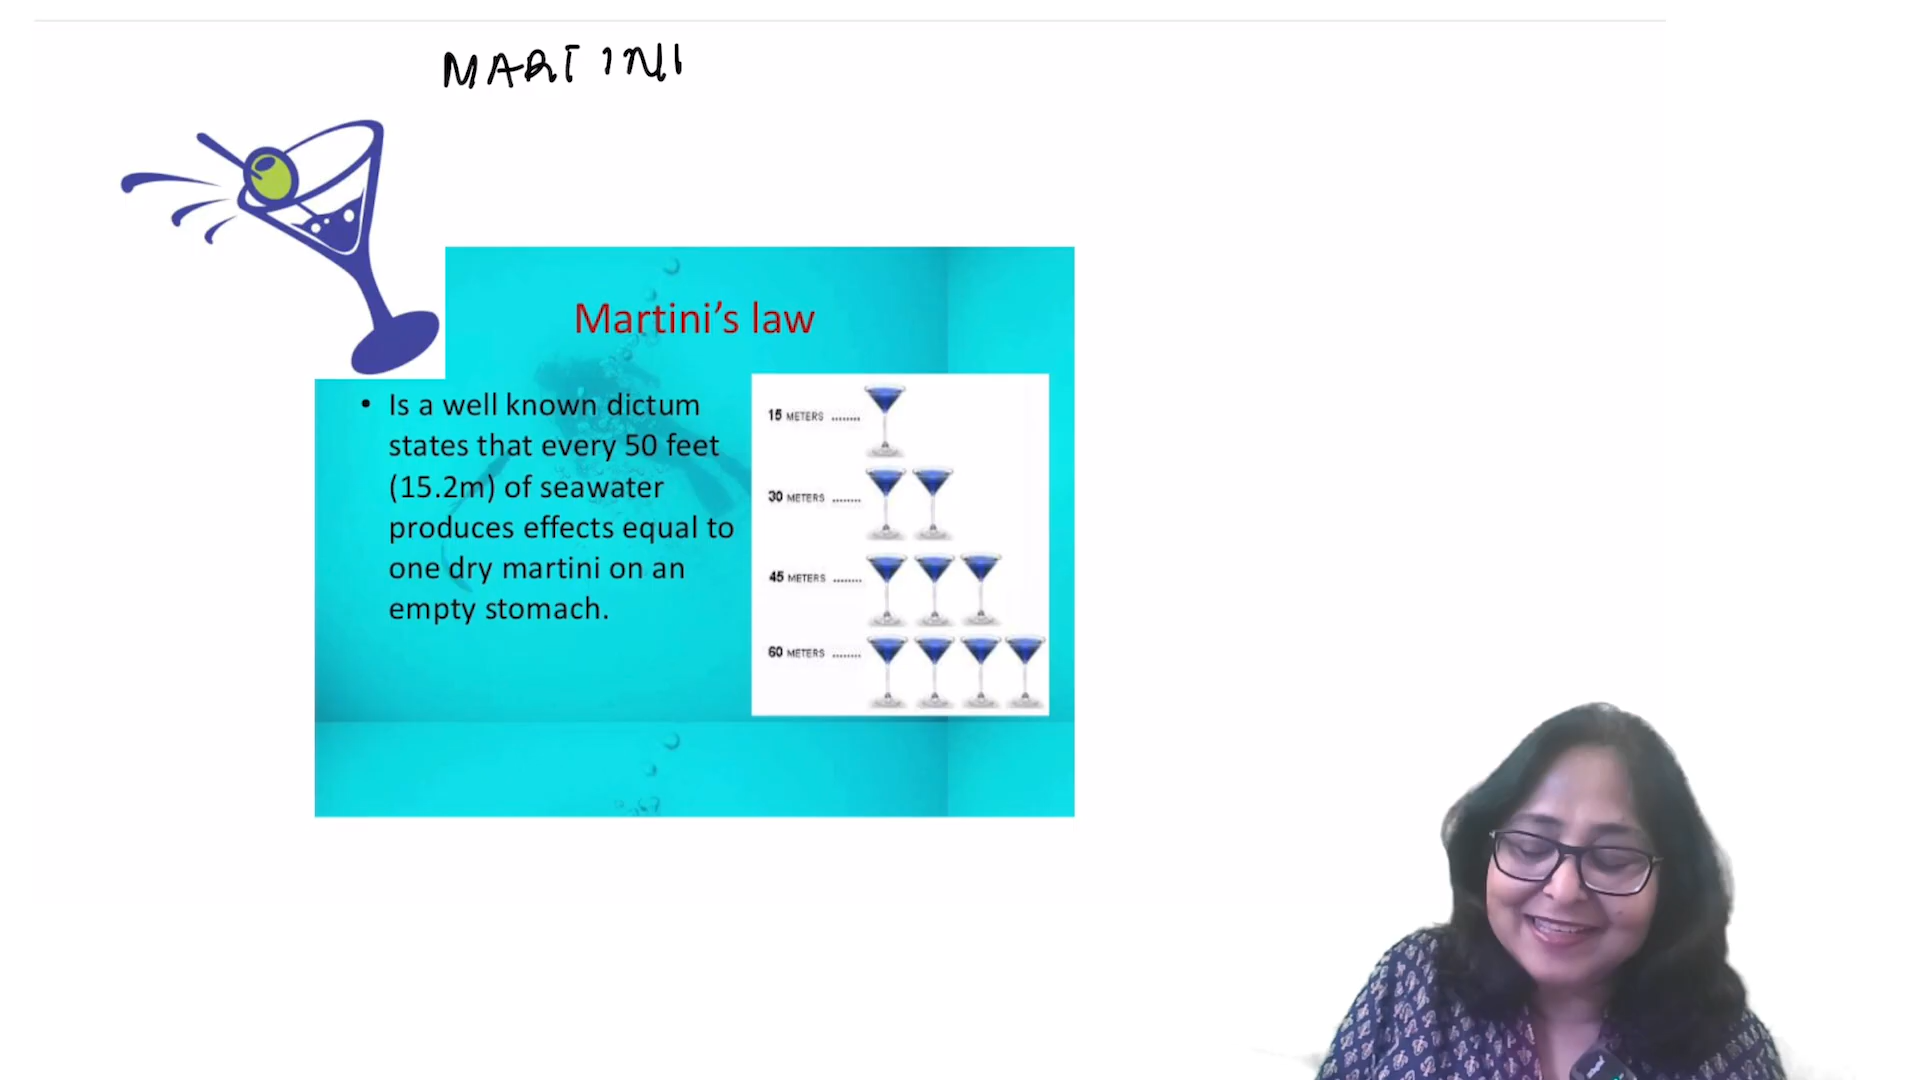 MARTINI
Martini's law
• Is a well known dictum
states that every 50 feet
(15.2m) of seawater
produces effects equal to
one dry martini on an
empty stomach.
15 METERS ........
30 METERS ........
45 METERS ........
60 METERS ........